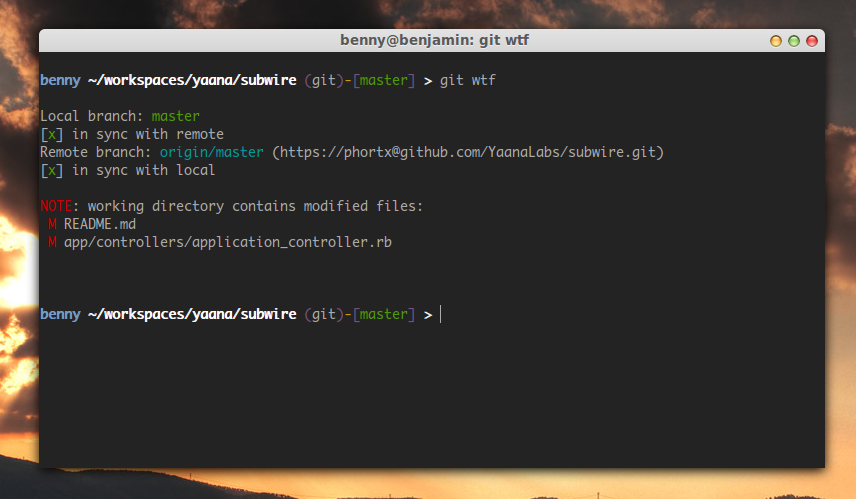 benny@benjamin: git wtf
benny ~/workspaces/yaana/subwire (git)-[master] > git wtf
Local branch: master
[x] in sync with remote
Remote branch: origin/master (https://phortx@github.com/YaanaLabs/subwire.git)
[x] in sync with local
NOTE: working directory contains modified files:
M README.md
M app/controllers/application_controller.rb
benny ~/workspaces/yaana/subwire (git)-[master] >